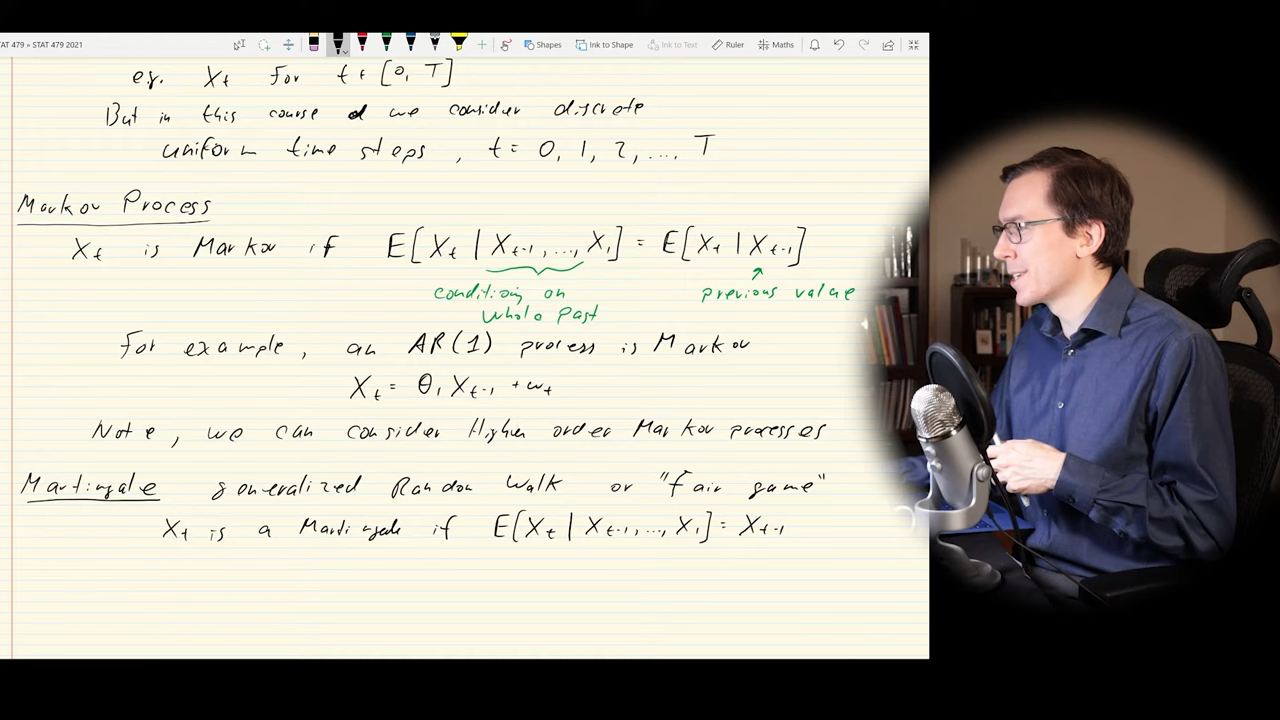 TAT 479 » STAT 479 2021
Shapes Ink to Shape Ink to Text Ruler Maths
e.g. Xt for t ∈ [0, T]
But in this course we consider discrete
uniform time steps, t = 0, 1, 2, ..., T
Markov Process
Xt is Markov if E[Xt | Xt-1, ..., X1] = E[Xt | Xt-1]
conditioning on previous value
whole past
For example, an AR(1) process is Markov
Xt = θ1 Xt-1 + wt
Note, we can consider Higher order Markov processes
Martingale generalized Random Walk or "fair game"
Xt is a Martingale if E[Xt | Xt-1, ..., X1] = Xt-1